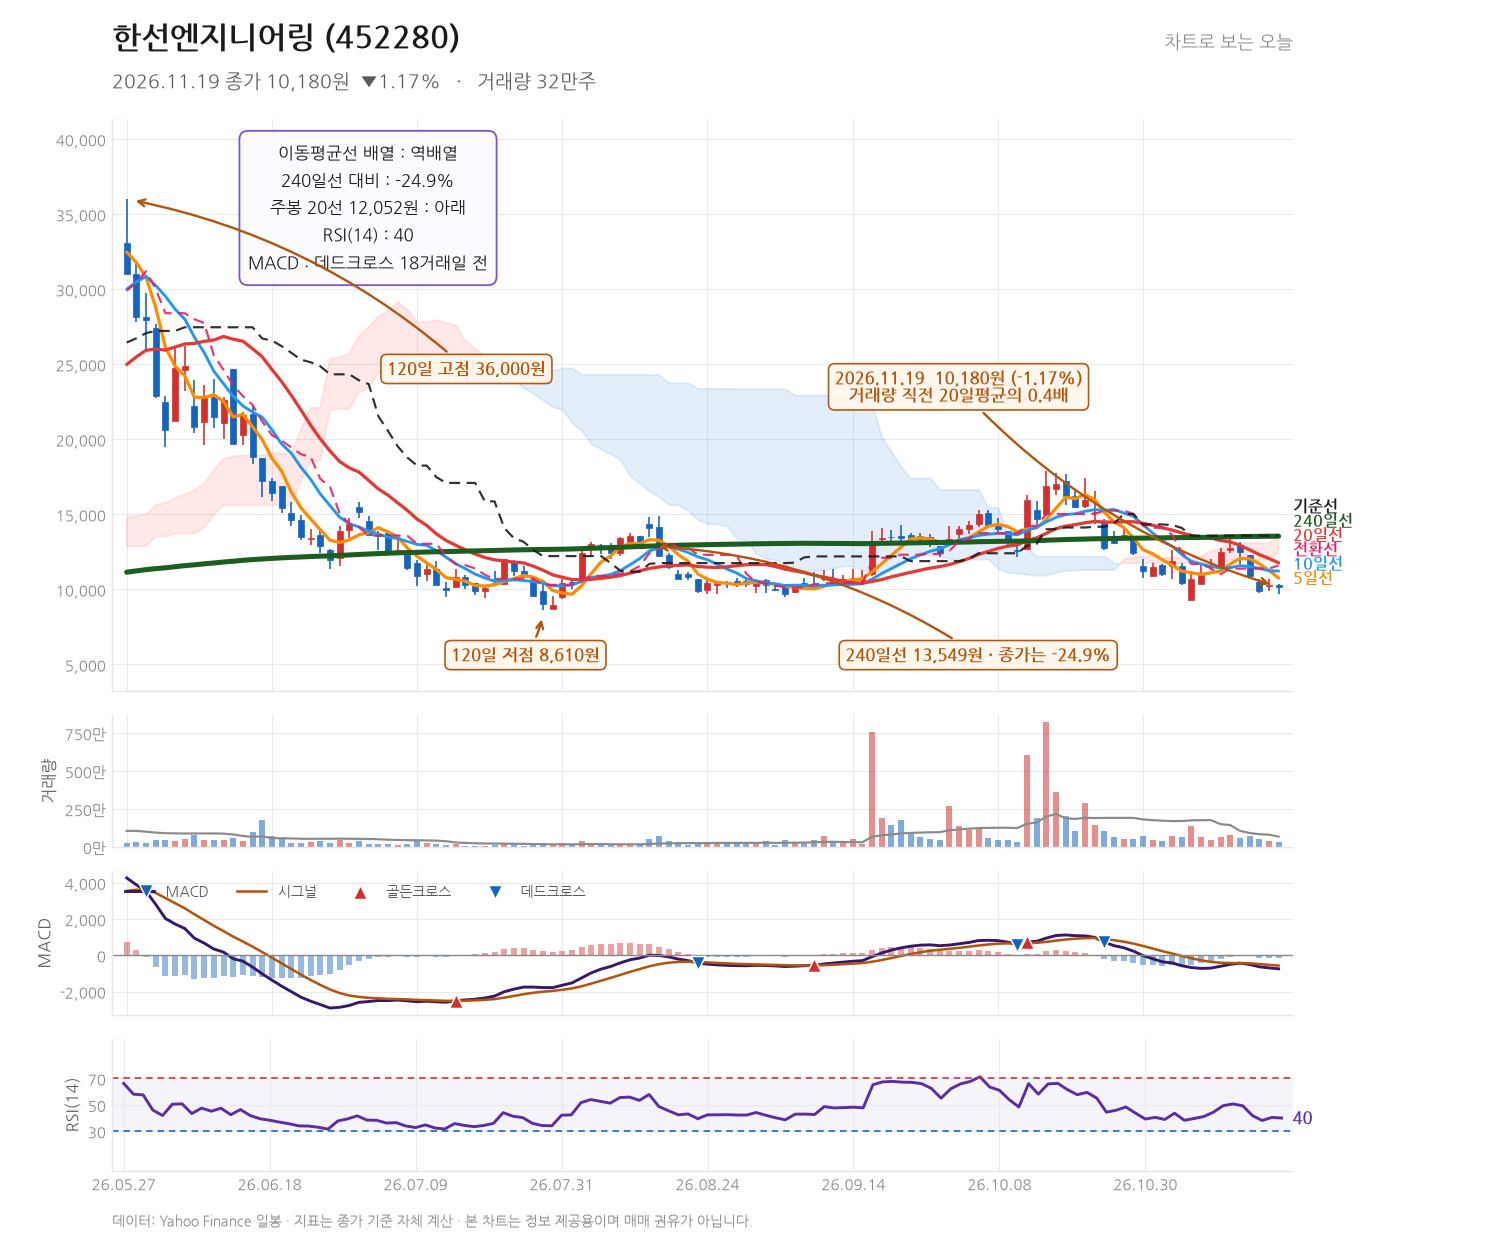 한선엔지니어링 (452280)
차트로 보는 오늘
2026.11.19 종가 10,180원 ▼1.17% · 거래량 32만주
40,000
35,000
30,000
25,000
20,000
15,000
10,000
5,000
이동평균선 배열 : 역배열
240일선 대비 : -24.9%
주봉 20선 12,052원 : 아래
RSI(14) : 40
MACD : 데드크로스 18거래일 전
120일 고점 36,000원
2026.11.19 10,180원 (-1.17%)
거래량 직전 20일평균의 0.4배
120일 저점 8,610원
240일선 13,549원 · 종가는 -24.9%
기준선
240일선
20일선
전환선
10일선
5일선
거래량
750만
500만
250만
0만
MACD
4,000
2,000
0
-2,000
MACD
시그널
골든크로스
데드크로스
RSI(14)
70
50
30
40
26.05.27
26.06.18
26.07.09
26.07.31
26.08.24
26.09.14
26.10.08
26.10.30
데이터: Yahoo Finance 일봉 · 지표는 종가 기준 자체 계산 · 본 차트는 정보 제공용이며 매매 권유가 아닙니다.